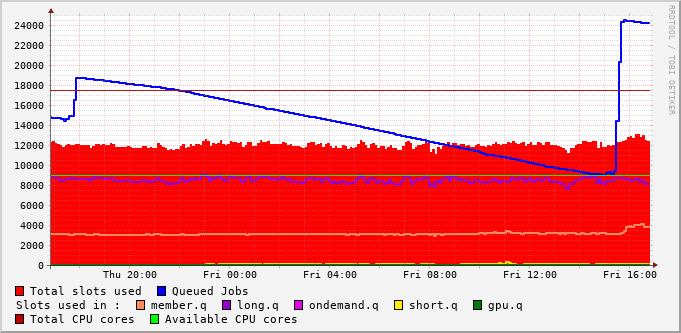 24000
22000
20000
18000
16000
14000
12000
10000
8000
6000
4000
2000
0
Thu 20:00 Fri 00:00 Fri 04:00 Fri 08:00 Fri 12:00 Fri 16:00
Total slots used Queued Jobs
Slots used in : member.q long.q ondemand.q short.q gpu.q
Total CPU cores Available CPU cores
RRDTOOL / TOBI OETIKER